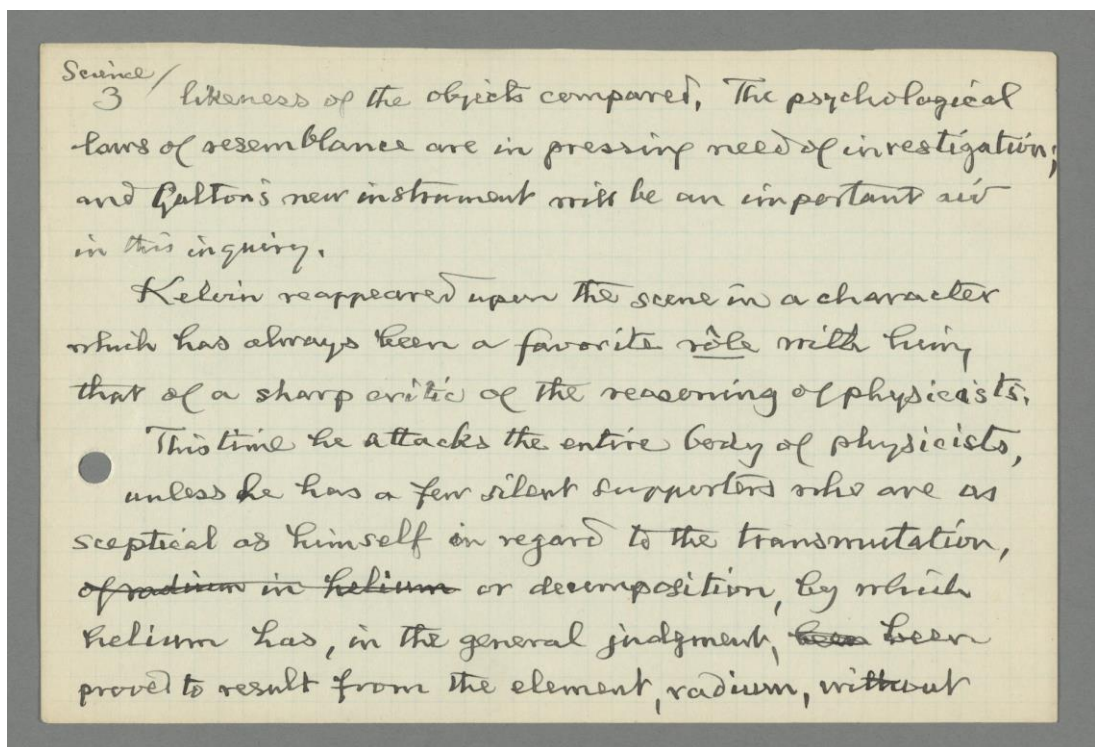 Science/
3 likeness of the objects compared. The psychological
laws of resemblance are in pressing need of investigation;
and Galton's new instrument will be an important aid
in this inquiry.
Kelvin reappeared upon the scene in a character
which has always been a favorite rôle with him,
that of a sharp critic of the reasoning of physicists.
This time he attacks the entire body of physicists,
unless he has a few silent supporters who are as
sceptical as himself in regard to the transmutation,
of radium in helium or decomposition, by which
helium has, in the general judgment, been been
proved to result from the element, radium, without